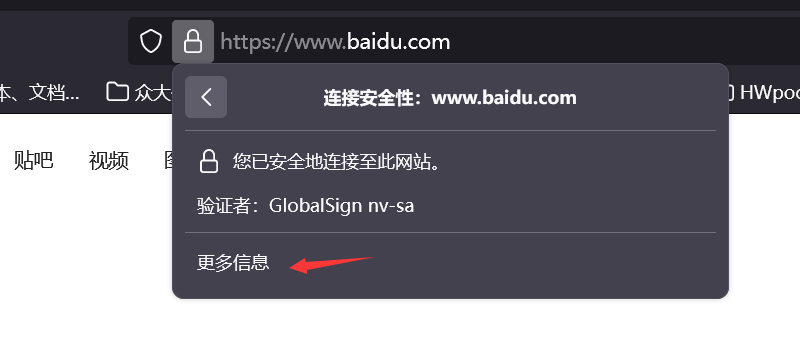 https://www.baidu.com
本、文档...
众大
HWpoc
连接安全性：www.baidu.com
贴吧
视频
您已安全地连接至此网站。
验证者：GlobalSign nv-sa
更多信息